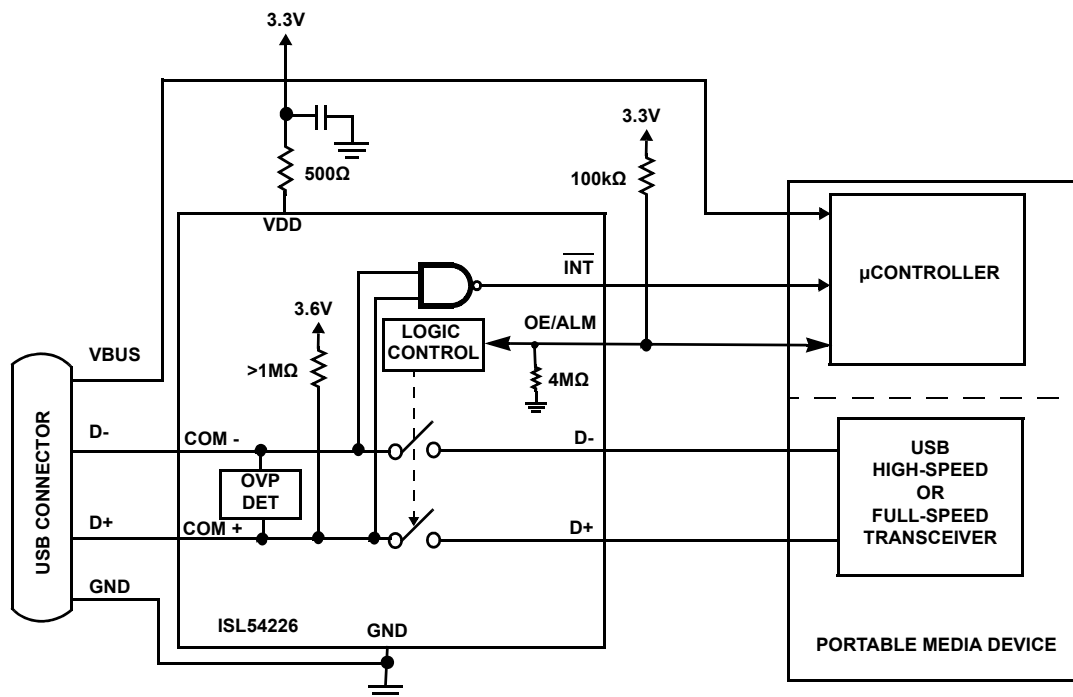 3.3V
500Ω
VDD
3.3V
100kΩ
µCONTROLLER
INT
OE/ALM
LOGIC
CONTROL
3.6V
>1MΩ
4MΩ
USB CONNECTOR
VBUS
D-
COM -
D-
OVP
DET
D+
COM +
D+
GND
ISL54226
GND
USB
HIGH-SPEED
OR
FULL-SPEED
TRANSCEIVER
PORTABLE MEDIA DEVICE